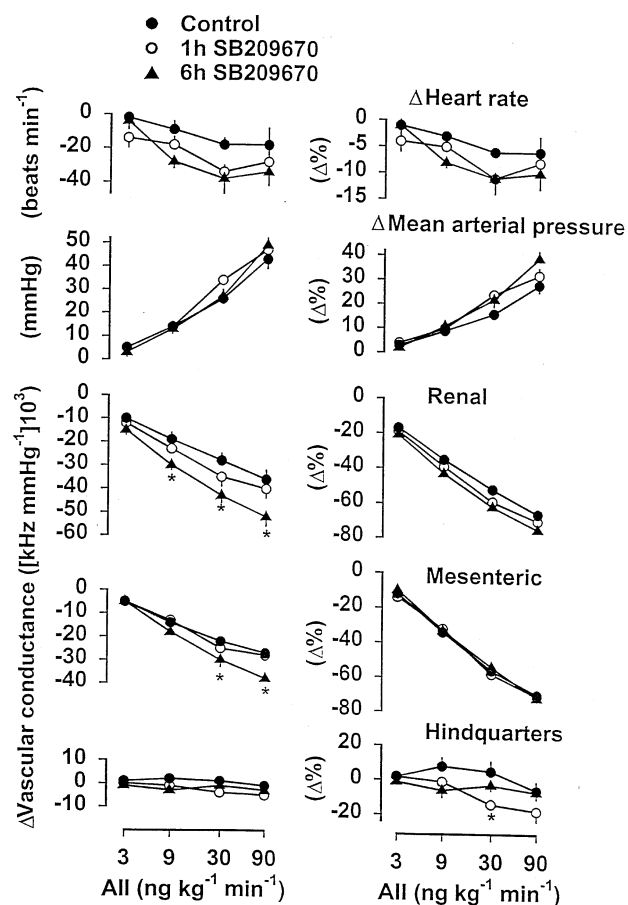 Control
1h SB209670
6h SB209670
ΔHeart rate
(beats min⁻¹)
0
-20
-40
(Δ%)
0
-5
-10
-15
ΔMean arterial pressure
(mmHg)
50
40
30
20
10
0
(Δ%)
40
30
20
10
0
ΔVascular conductance ([kHz mmHg⁻¹]10³)
Renal
0
-10
-20
-30
-40
-50
-60
* * *
(Δ%)
0
-20
-40
-60
-80
Mesenteric
0
-10
-20
-30
-40
* *
(Δ%)
0
-20
-40
-60
-80
Hindquarters
10
0
-10
(Δ%)
20
0
-20
*
3 9 30 90
AII (ng kg⁻¹ min⁻¹)
3 9 30 90
AII (ng kg⁻¹ min⁻¹)